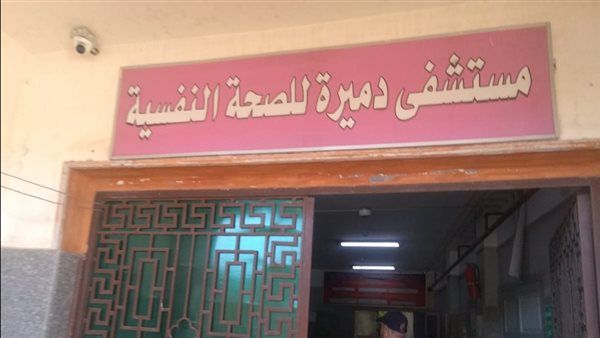 مستشفى دميرة للصحة النفسية